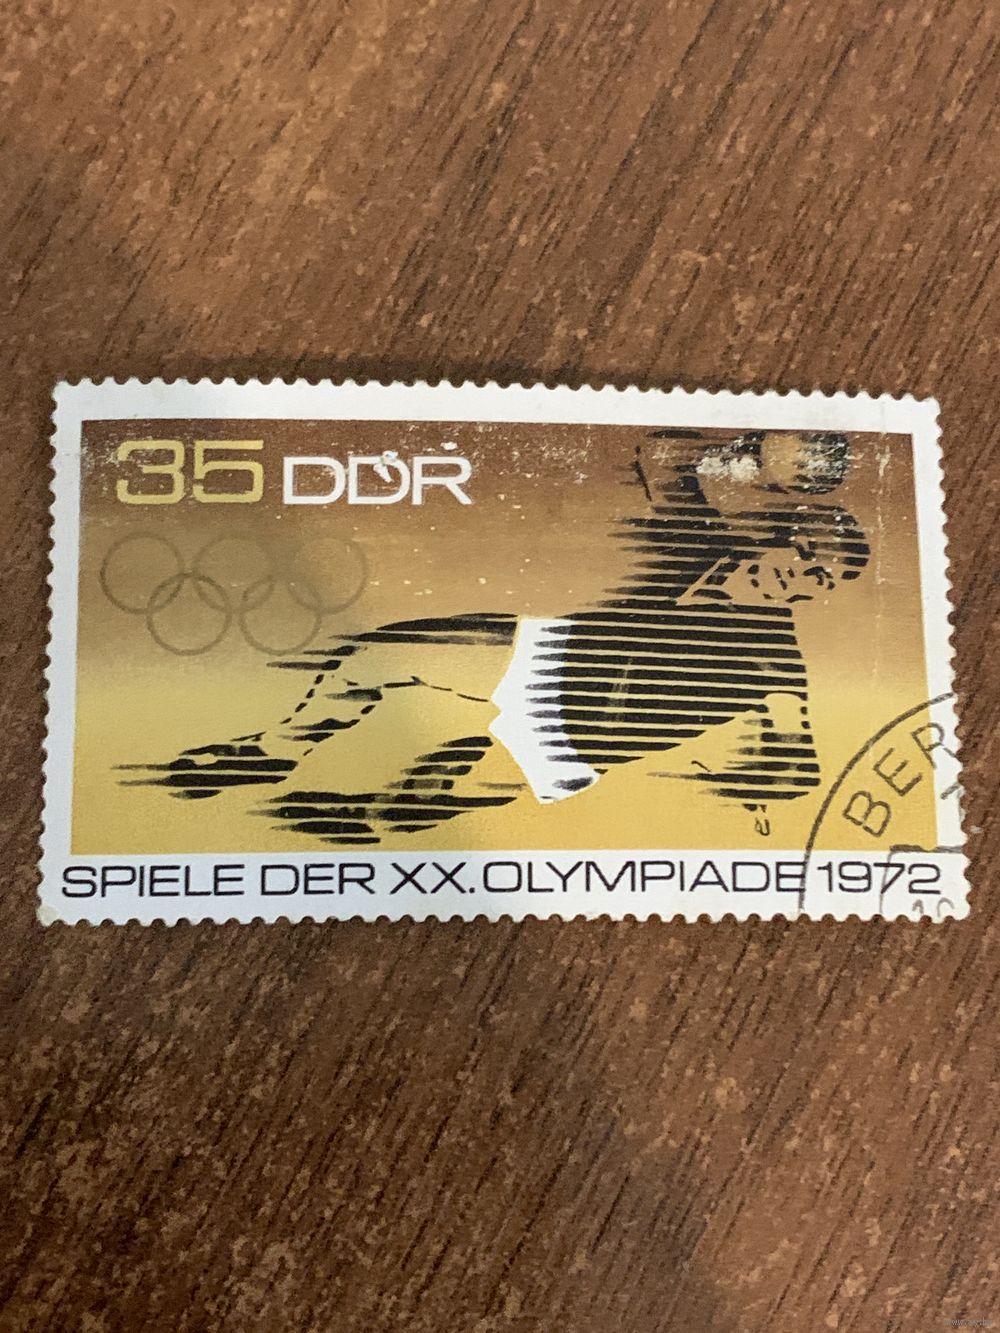 35 DDR
SPIELE DER XX. OLYMPIADE 1972
BER